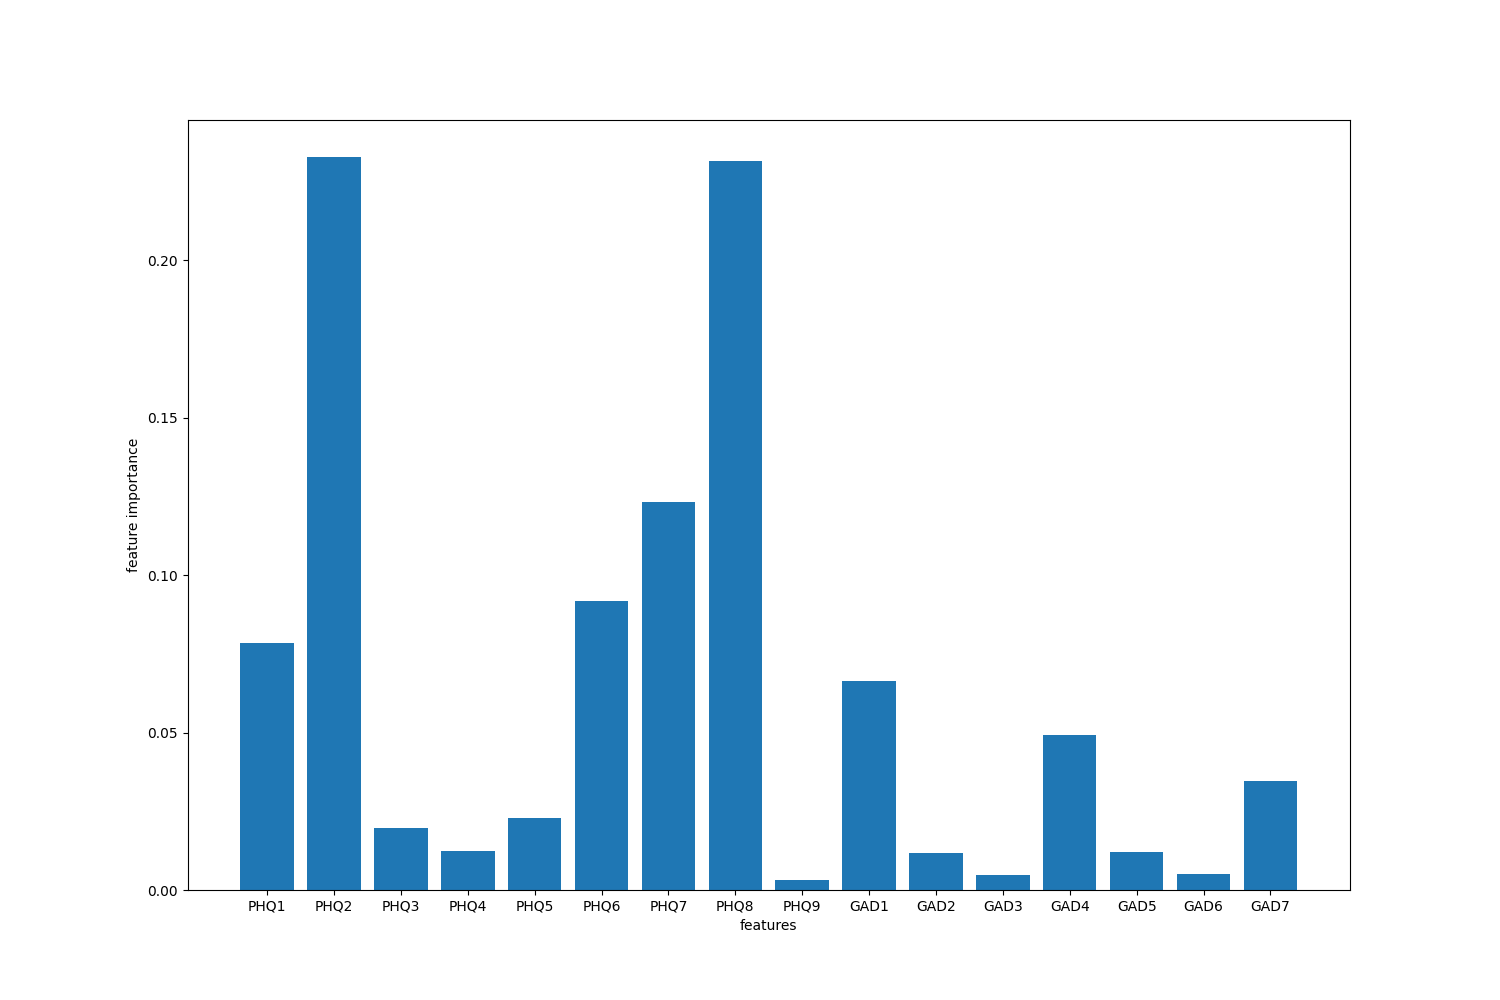 feature importance
0.20
0.15
0.10
0.05
0.00
PHQ1 PHQ2 PHQ3 PHQ4 PHQ5 PHQ6 PHQ7 PHQ8 PHQ9 GAD1 GAD2 GAD3 GAD4 GAD5 GAD6 GAD7
features